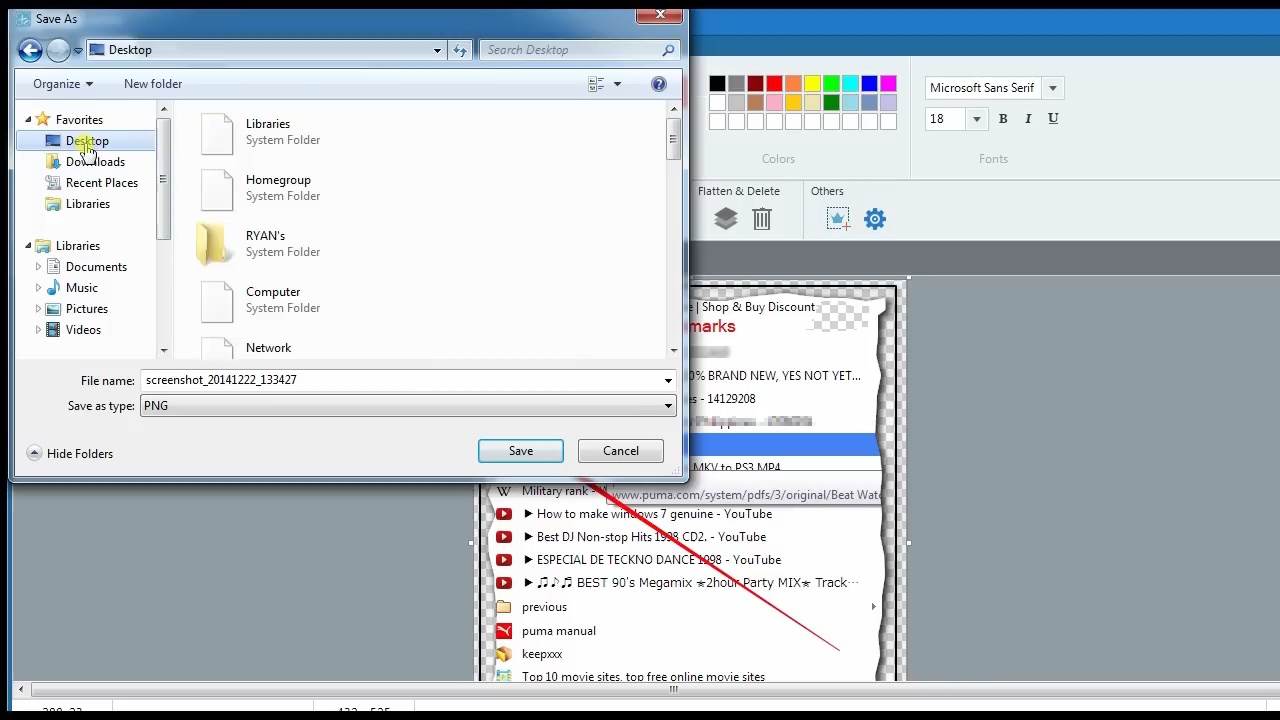 Save As
Desktop
Search Desktop
Organize
New folder
Favorites
Desktop
Downloads
Recent Places
Libraries
Libraries
Documents
Music
Pictures
Videos
Libraries
System Folder
Homegroup
System Folder
RYAN's
System Folder
Computer
System Folder
Network
File name: screenshot_20141222_133427
Save as type: PNG
Hide Folders
Save
Cancel
Microsoft Sans Serif
18
B I U
Colors
Fonts
Flatten & Delete
Others
| Shop & Buy Discount
marks
0% BRAND NEW, YES NOT YET...
es - 14129208
MKV to PS3 MP4
Military rank -
www.puma.com/system/pdfs/3/original/Beat Watc
▶ How to make windows 7 genuine - YouTube
▶ Best DJ Non-stop Hits 1998 CD2. - YouTube
▶ ESPECIAL DE TECKNO DANCE 1998 - YouTube
▶ ♫♪♫ BEST 90's Megamix ★2hour Party MIX★ Track...
previous
puma manual
keepxxx
Top 10 movie sites, top free online movie sites